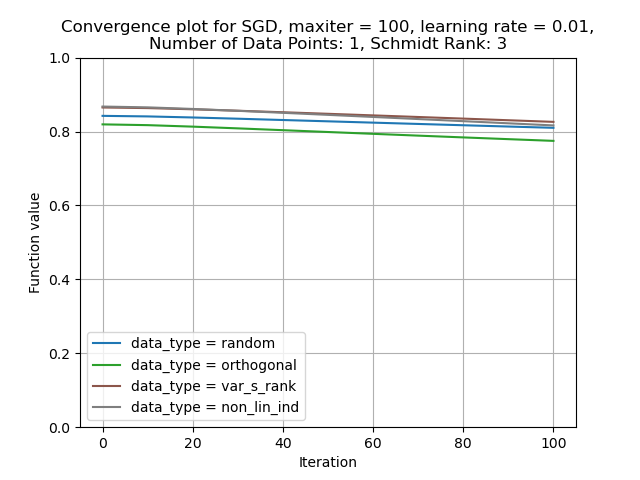 Convergence plot for SGD, maxiter = 100, learning rate = 0.01,
Number of Data Points: 1, Schmidt Rank: 3
1.0
0.8
0.6
0.4
0.2
0.0
Function value
data_type = random
data_type = orthogonal
data_type = var_s_rank
data_type = non_lin_ind
0 20 40 60 80 100
Iteration